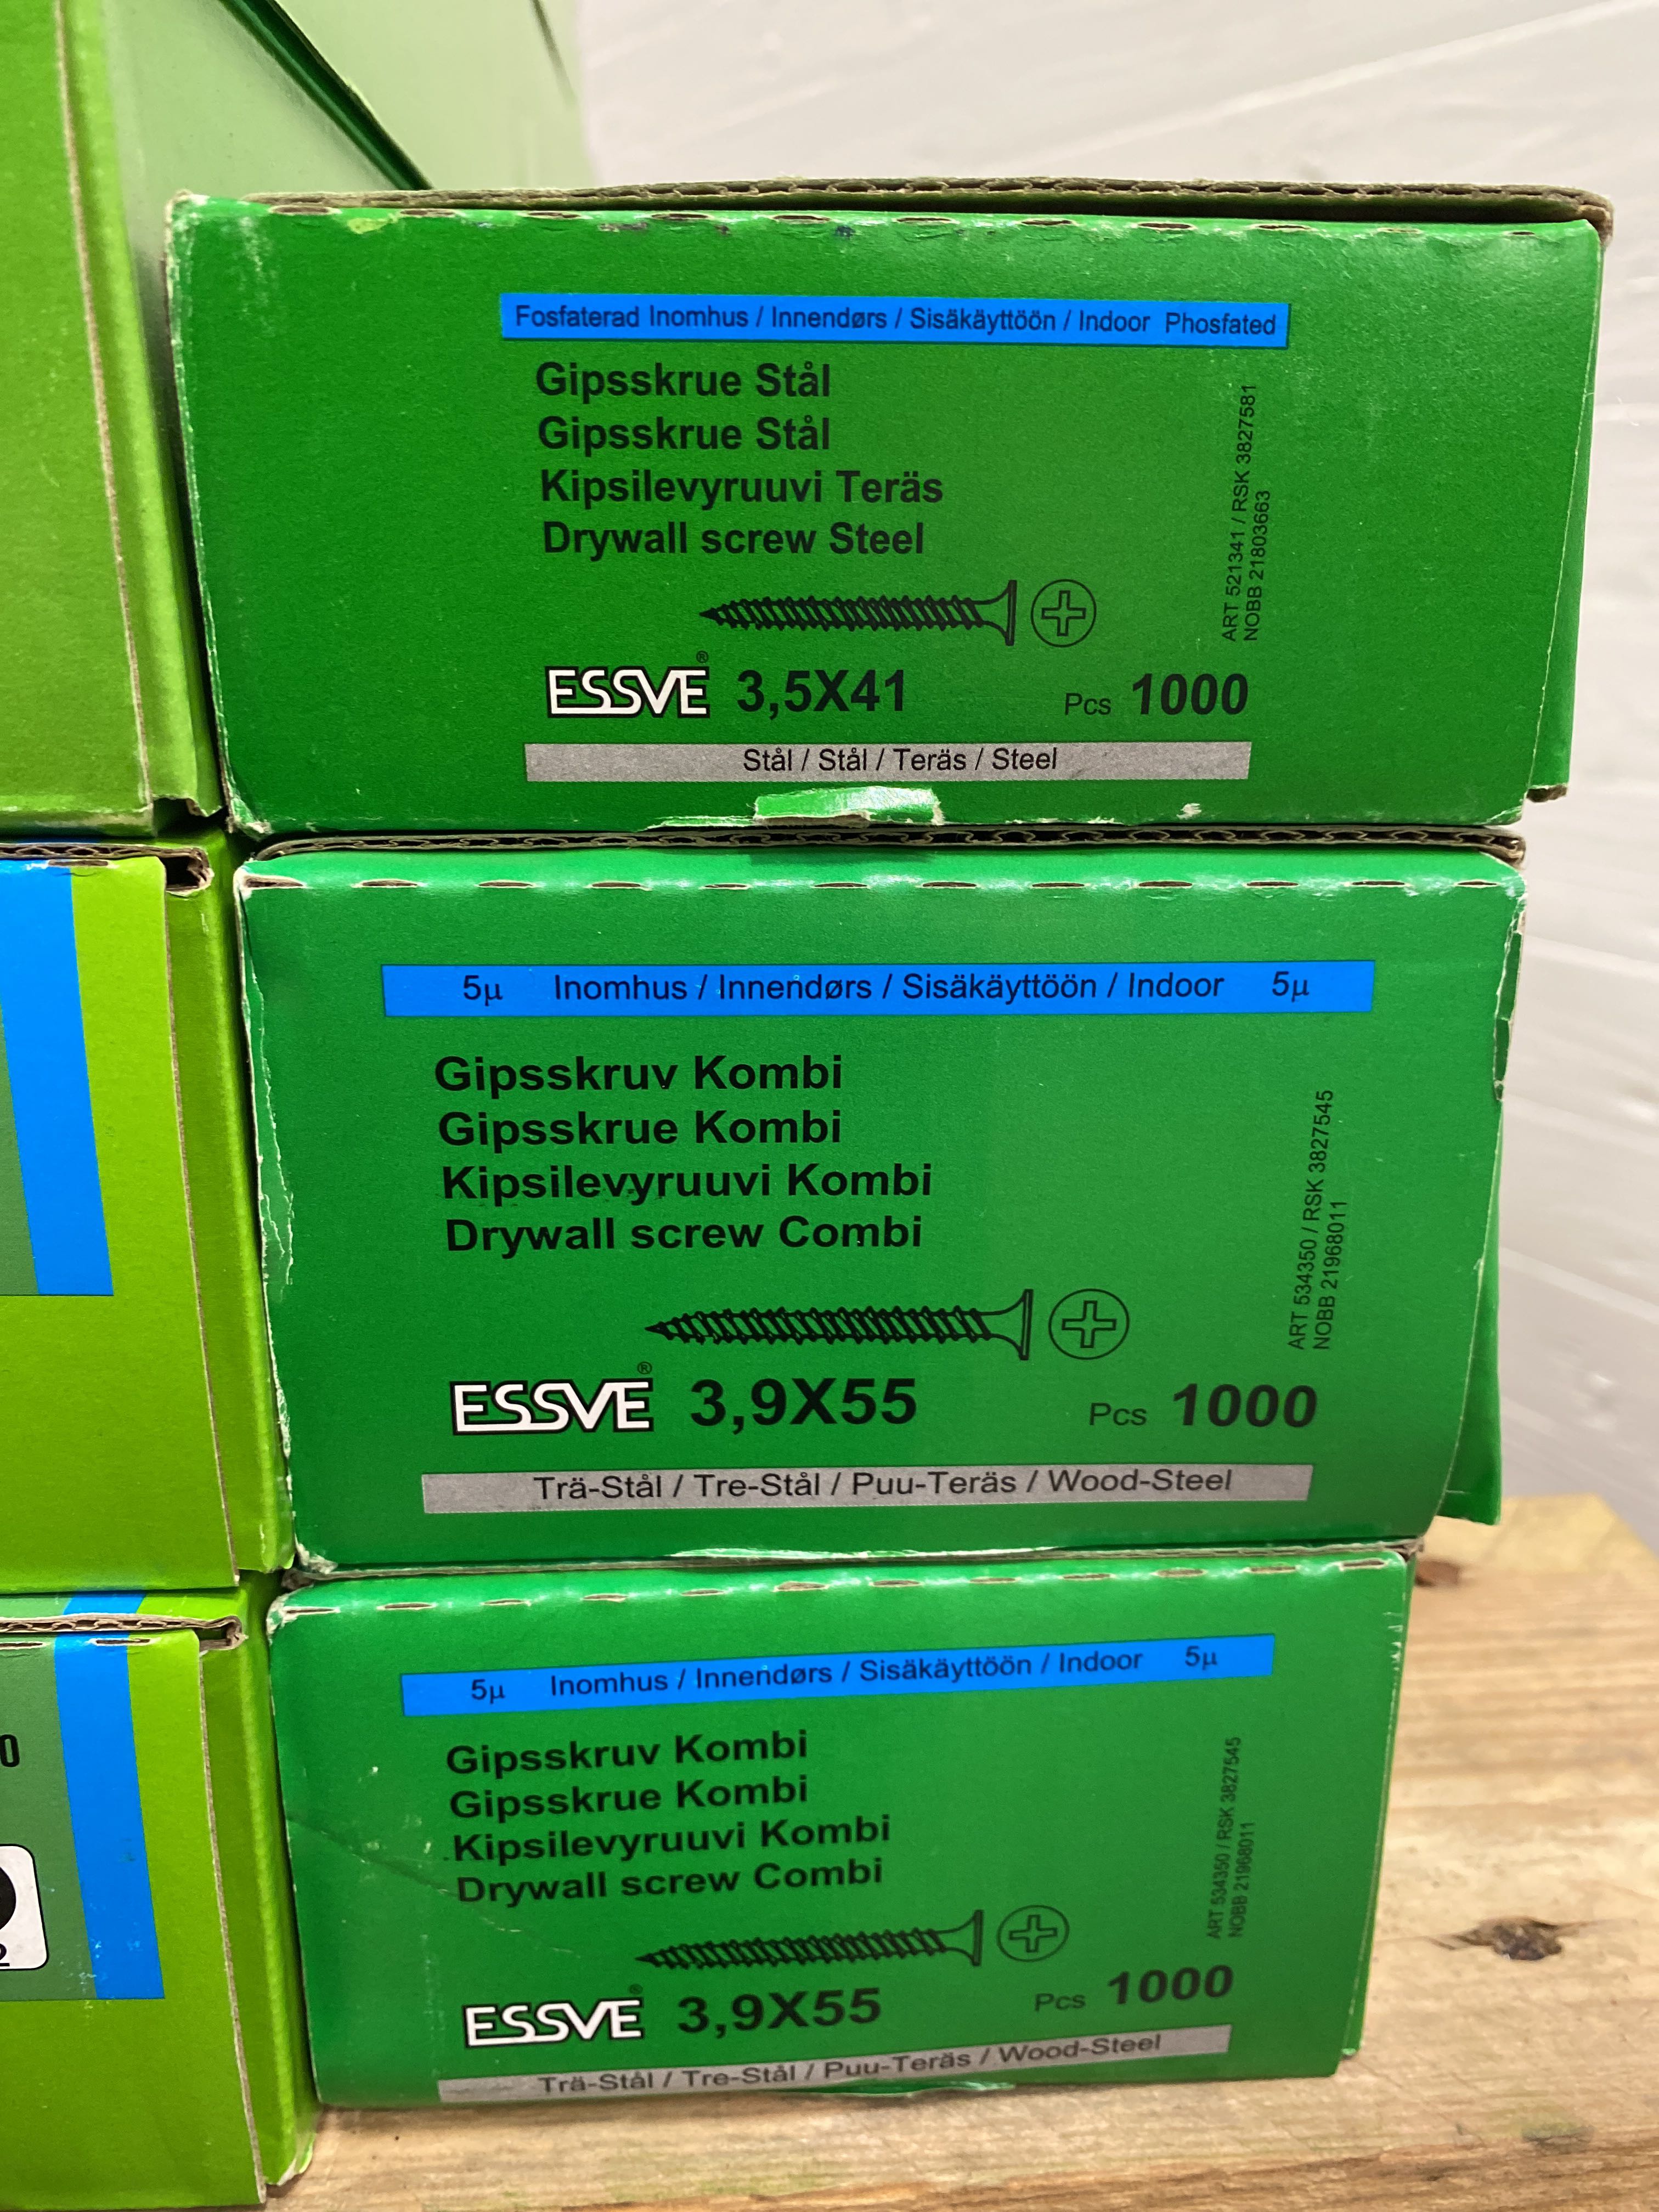 Fosfaterad Inomhus / Innendørs / Sisäkäyttöön / Indoor Phosfated
Gipsskrue Stål
Gipsskrue Stål
Kipsilevyruuvi Teräs
Drywall screw Steel
ART 521341 / RSK 3827581
NOBB 21803663
ESSVE® 3,5X41 Pcs 1000
Stål / Stål / Teräs / Steel
5µ Inomhus / Innendørs / Sisäkäyttöön / Indoor 5µ
Gipsskruv Kombi
Gipsskrue Kombi
Kipsilevyruuvi Kombi
Drywall screw Combi
ART 534350 / RSK 3827545
NOBB 21968011
ESSVE® 3,9X55 Pcs 1000
Trä-Stål / Tre-Stål / Puu-Teräs / Wood-Steel
5µ Inomhus / Innendørs / Sisäkäyttöön / Indoor 5µ
Gipsskruv Kombi
Gipsskrue Kombi
Kipsilevyruuvi Kombi
Drywall screw Combi
ART 534350 / RSK 3827545
NOBB 21968011
ESSVE® 3,9X55 Pcs 1000
Trä-Stål / Tre-Stål / Puu-Teräs / Wood-Steel